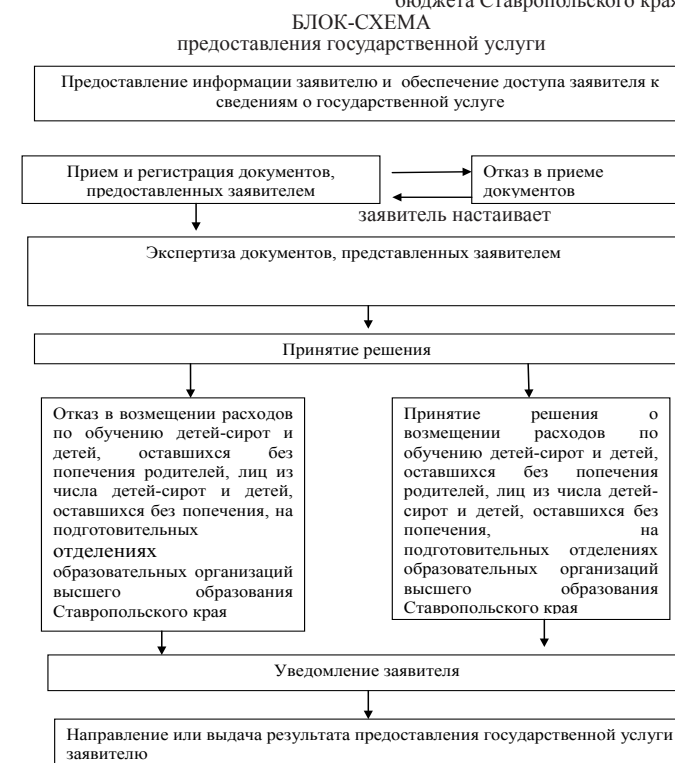 бюджета Ставропольского края
БЛОК-СХЕМА
предоставления государственной услуги
Предоставление информации заявителю и обеспечение доступа заявителя к
сведениям о государственной услуге
Прием и регистрация документов,
предоставленных заявителем
Отказ в приеме
документов
заявитель настаивает
Экспертиза документов, представленных заявителем
Принятие решения
Отказ в возмещении расходов
по обучению детей-сирот и
детей, оставшихся без
попечения родителей, лиц из
числа детей-сирот и детей,
оставшихся без попечения, на
подготовительных
отделениях
образовательных организаций
высшего образования
Ставропольского края
Принятие решения о
возмещении расходов по
обучению детей-сирот и детей,
оставшихся без попечения
родителей, лиц из числа детей-
сирот и детей, оставшихся без
попечения, на
подготовительных отделениях
образовательных организаций
высшего образования
Ставропольского края
Уведомление заявителя
Направление или выдача результата предоставления государственной услуги
заявителю